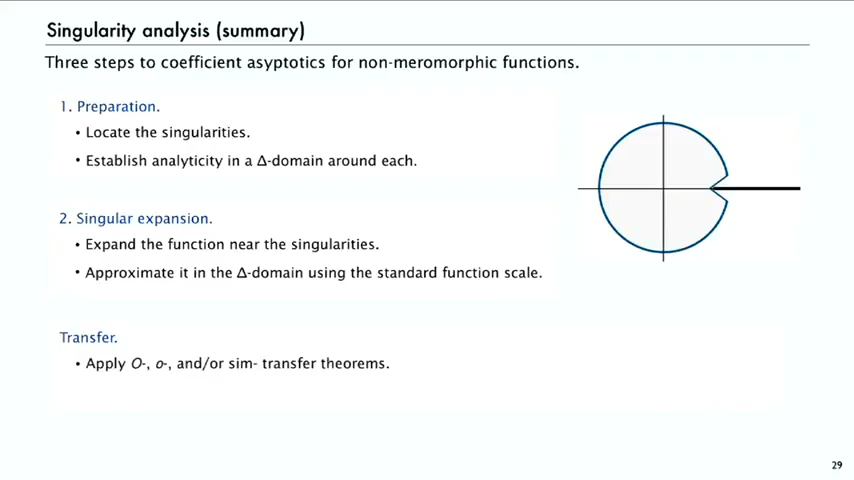 Singularity analysis (summary)
Three steps to coefficient asyptotics for non-meromorphic functions.
1. Preparation.
• Locate the singularities.
• Establish analyticity in a Δ-domain around each.
2. Singular expansion.
• Expand the function near the singularities.
• Approximate it in the Δ-domain using the standard function scale.
Transfer.
• Apply O-, o-, and/or sim- transfer theorems.
29